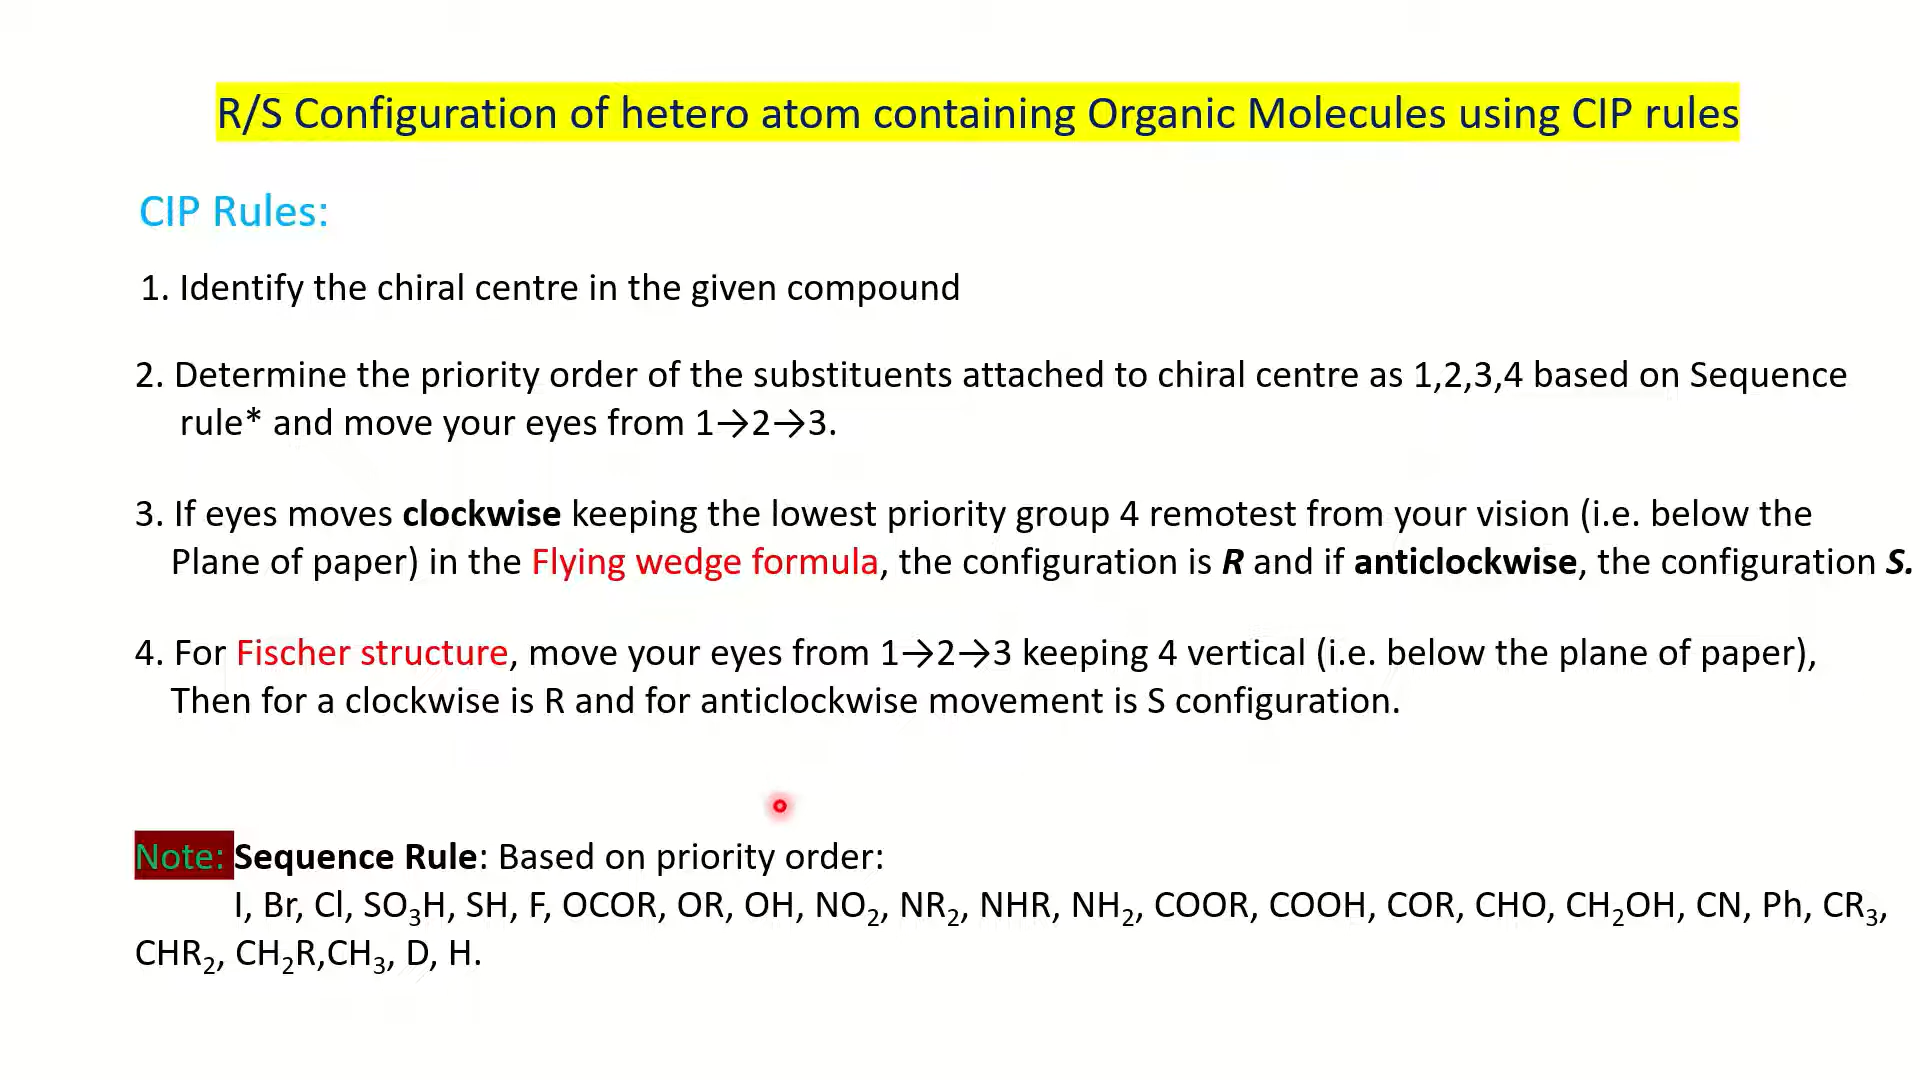 R/S Configuration of hetero atom containing Organic Molecules using CIP rules
CIP Rules:
1. Identify the chiral centre in the given compound
2. Determine the priority order of the substituents attached to chiral centre as 1,2,3,4 based on Sequence
rule* and move your eyes from 1→2→3.
3. If eyes moves clockwise keeping the lowest priority group 4 remotest from your vision (i.e. below the
Plane of paper) in the Flying wedge formula, the configuration is R and if anticlockwise, the configuration S.
4. For Fischer structure, move your eyes from 1→2→3 keeping 4 vertical (i.e. below the plane of paper),
Then for a clockwise is R and for anticlockwise movement is S configuration.
Note: Sequence Rule: Based on priority order:
I, Br, Cl, SO₃H, SH, F, OCOR, OR, OH, NO₂, NR₂, NHR, NH₂, COOR, COOH, COR, CHO, CH₂OH, CN, Ph, CR₃,
CHR₂, CH₂R,CH₃, D, H.